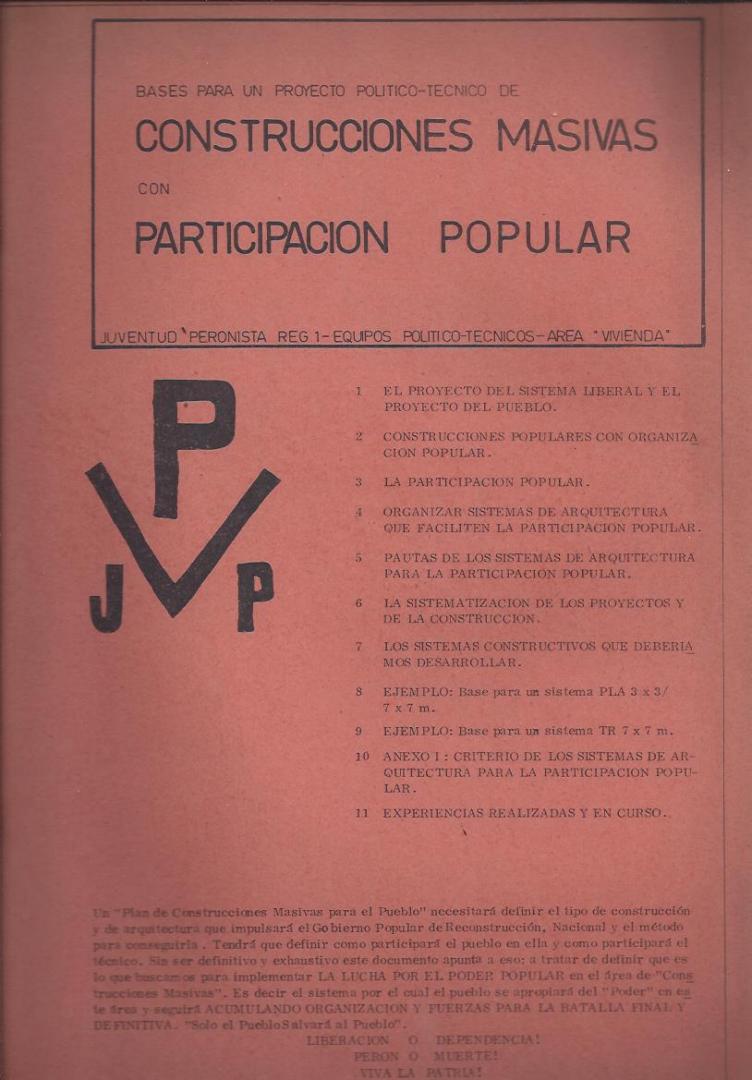 BASES PARA UN PROYECTO POLITICO-TECNICO DE
CONSTRUCCIONES MASIVAS
CON
PARTICIPACION POPULAR
JUVENTUD PERONISTA REG 1-EQUIPOS POLITICO-TECNICOS-AREA "VIVIENDA"
P
V
J P
1 EL PROYECTO DEL SISTEMA LIBERAL Y EL
PROYECTO DEL PUEBLO.
2 CONSTRUCCIONES POPULARES CON ORGANIZA
CION POPULAR.
3 LA PARTICIPACION POPULAR.
4 ORGANIZAR SISTEMAS DE ARQUITECTURA
QUE FACILITEN LA PARTICIPACION POPULAR.
5 PAUTAS DE LOS SISTEMAS DE ARQUITECTURA
PARA LA PARTICIPACION POPULAR.
6 LA SISTEMATIZACION DE LOS PROYECTOS Y
DE LA CONSTRUCCION.
7 LOS SISTEMAS CONSTRUCTIVOS QUE DEBERIA
MOS DESARROLLAR.
8 EJEMPLO: Base para un sistema PLA 3 x 3/
7 x 7 m.
9 EJEMPLO: Base para un sistema TR 7 x 7 m.
10 ANEXO I : CRITERIO DE LOS SISTEMAS DE AR-
QUITECTURA PARA LA PARTICIPACION POPU-
LAR.
11 EXPERIENCIAS REALIZADAS Y EN CURSO.
Un "Plan de Construcciones Masivas para el Pueblo" necesitará definir el tipo de construcción
y de arquitectura que impulsará el Gobierno Popular de Reconstrucción, Nacional y el método
para conseguirla. Tendrá que definir como participará el pueblo en ella y como participará el
técnico. Sin ser definitivo y exhaustivo este documento apunta a eso: a tratar de definir que es
lo que buscamos para implementar LA LUCHA POR EL PODER POPULAR en el área de "Cons
trucciones Masivas". Es decir el sistema por el cual el pueblo se apropiará del "Poder" en es
te área y seguirá ACUMULANDO ORGANIZACION Y FUERZAS PARA LA BATALLA FINAL Y
DEFINITIVA. "Solo el Pueblo Salvará al Pueblo".
LIBERACION O DEPENDENCIA!
PERON O MUERTE!
VIVA LA PATRIA!